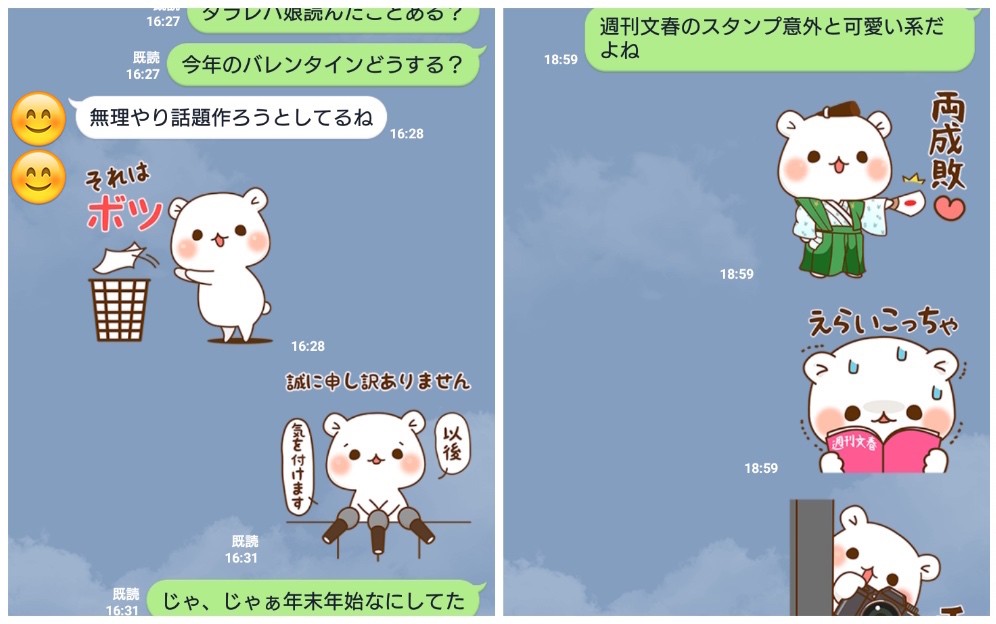 16:27
タラレバ娘読んだことある？
既読
16:27
今年のバレンタインどうする？
無理やり話題作ろうとしてるね
16:28
それは
ボツ
16:28
誠に申し訳ありません
以後
気を付けます
既読
16:31
既読
16:31
じゃ、じゃぁ年末年始なにしてた
週刊文春のスタンプ意外と可愛い系だ
よね
18:59
両成敗
18:59
えらいこっちゃ
週刊文春
18:59